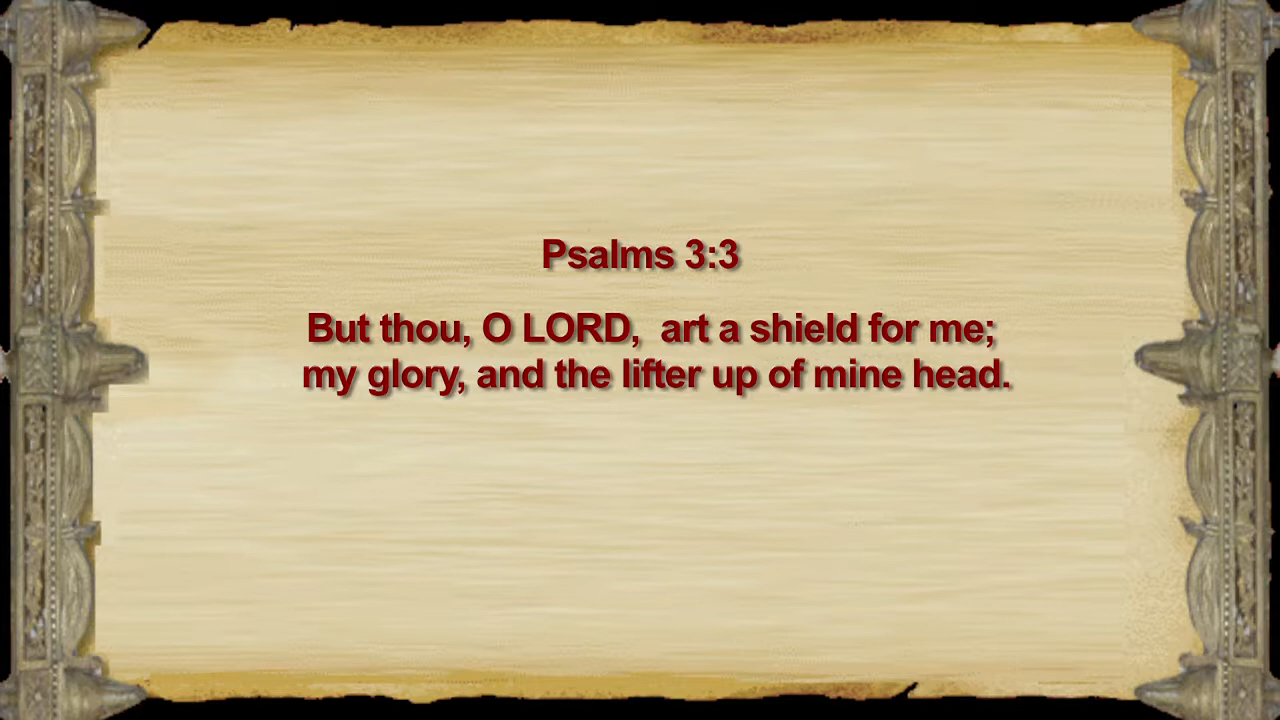 Psalms 3:3
But thou, O LORD,  art a shield for me;
my glory, and the lifter up of mine head.